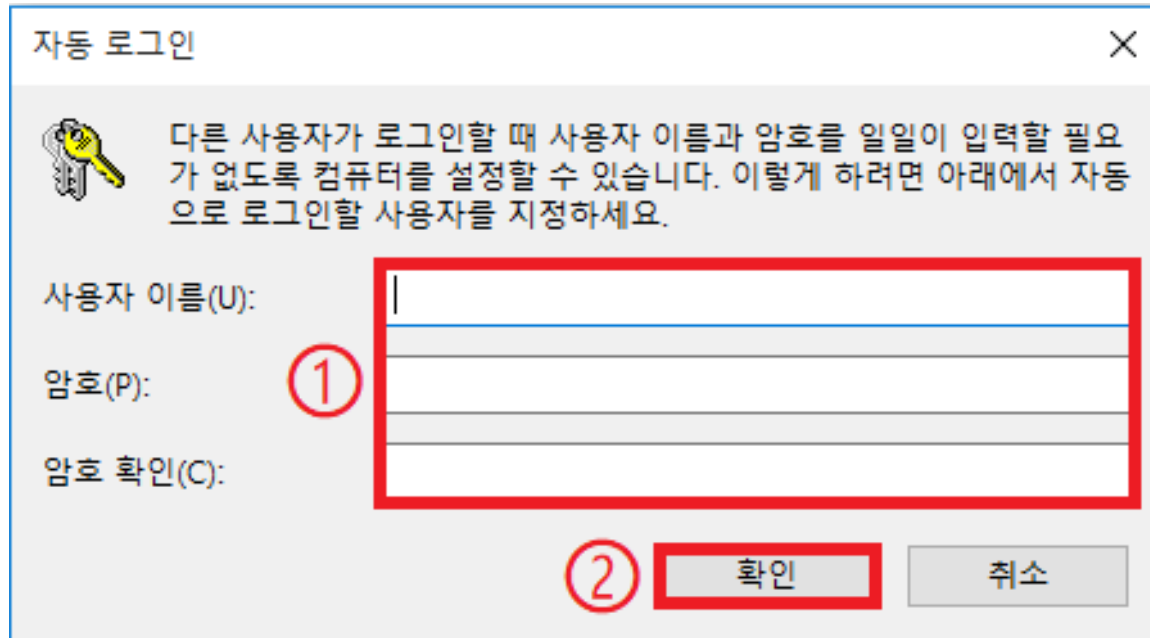 자동 로그인
다른 사용자가 로그인할 때 사용자 이름과 암호를 일일이 입력할 필요
가 없도록 컴퓨터를 설정할 수 있습니다. 이렇게 하려면 아래에서 자동
으로 로그인할 사용자를 지정하세요.
사용자 이름(U):
암호(P):
①
암호 확인(C):
② 확인 취소